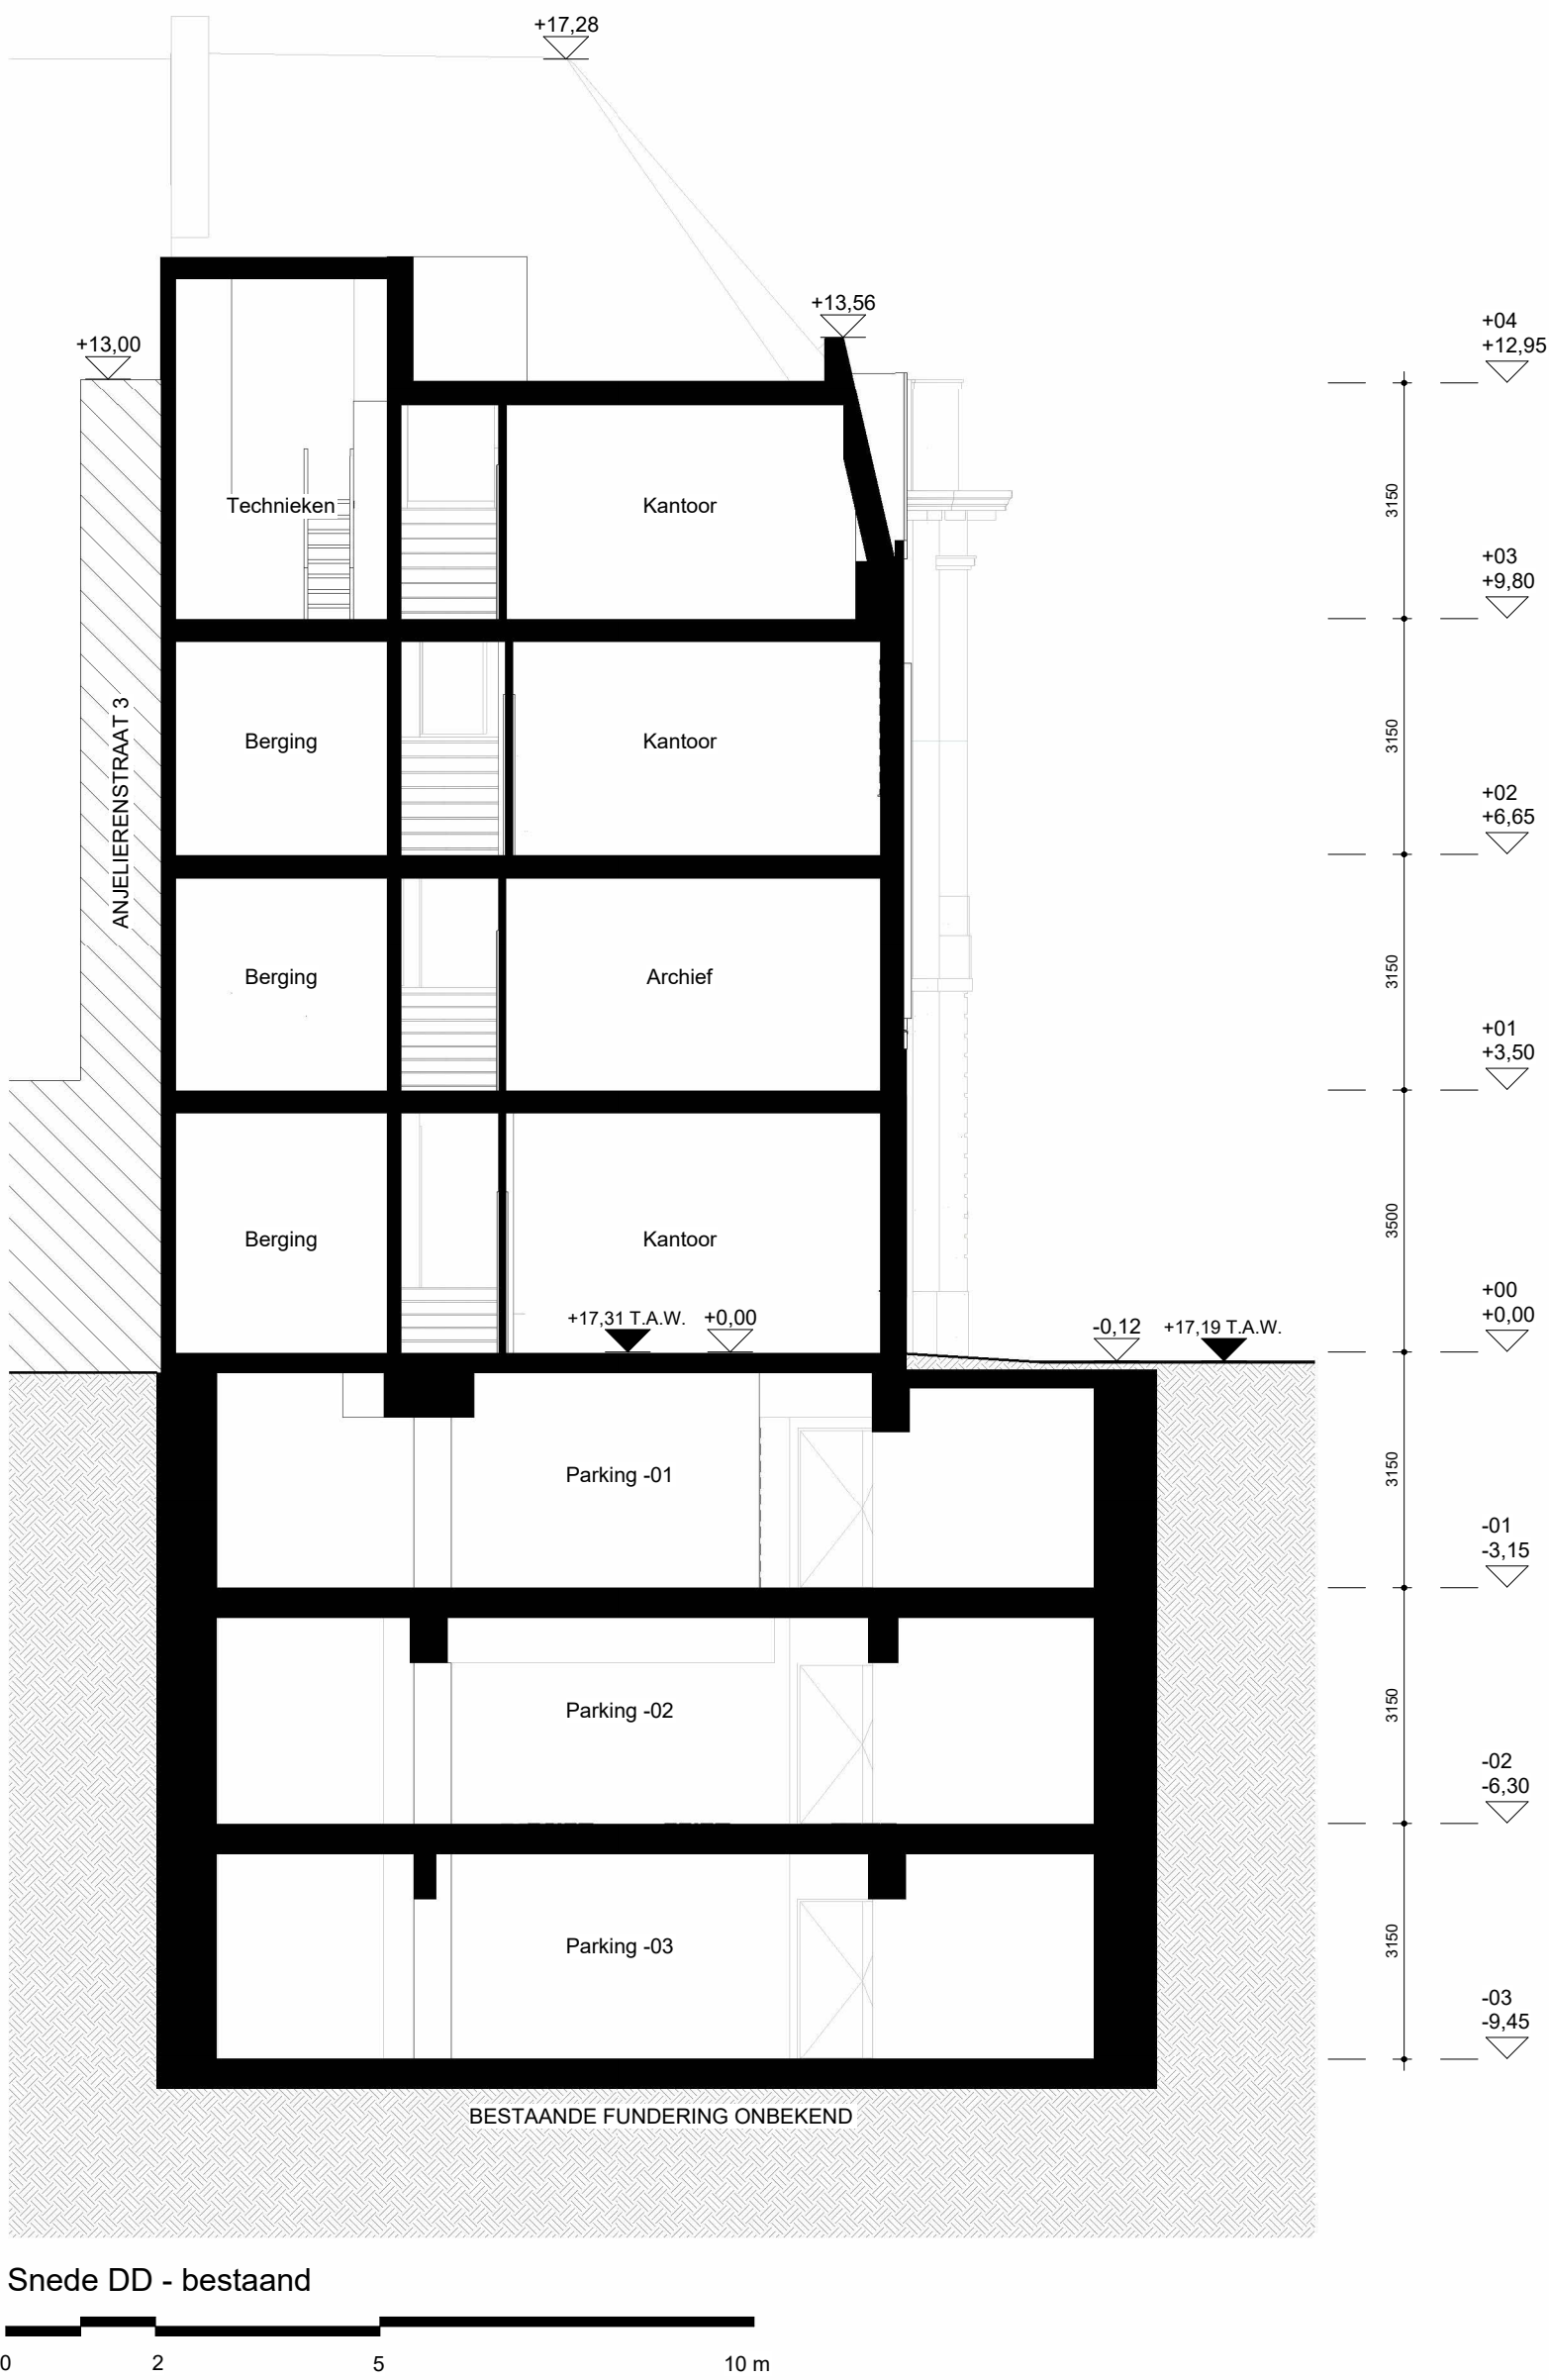 +17,28
+13,56
+13,00
+04
+12,95
3150
Technieken
Kantoor
+03
+9,80
ANJELIERENSTRAAT 3
Berging
Kantoor
3150
+02
+6,65
Berging
Archief
3150
+01
+3,50
Berging
Kantoor
3500
+17,31 T.A.W.
+0,00
-0,12
+17,19 T.A.W.
+00
+0,00
Parking -01
3150
-01
-3,15
Parking -02
3150
-02
-6,30
Parking -03
3150
-03
-9,45
BESTAANDE FUNDERING ONBEKEND
Snede DD - bestaand
0 2 5 10 m